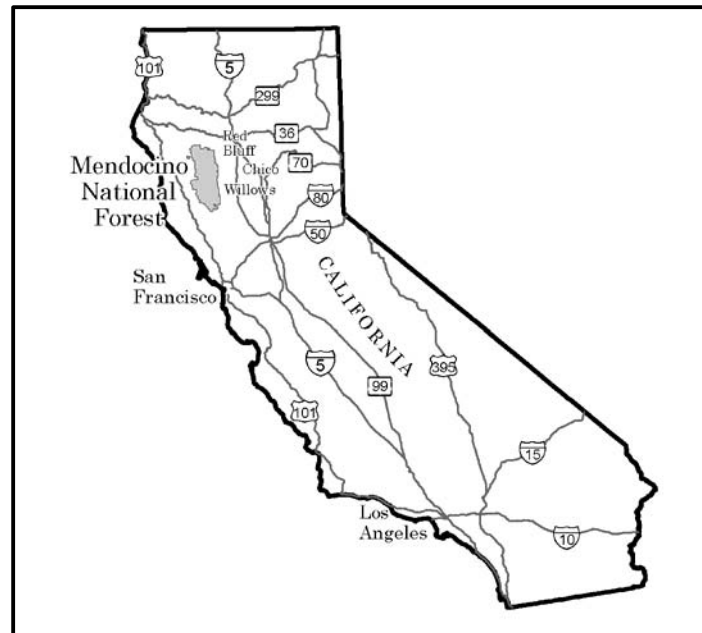 101
5
299
36
Red
Bluff
70
Chico
Willows
Mendocino
National
Forest
80
50
San
Francisco
CALIFORNIA
5
99
395
101
15
Los
Angeles
10